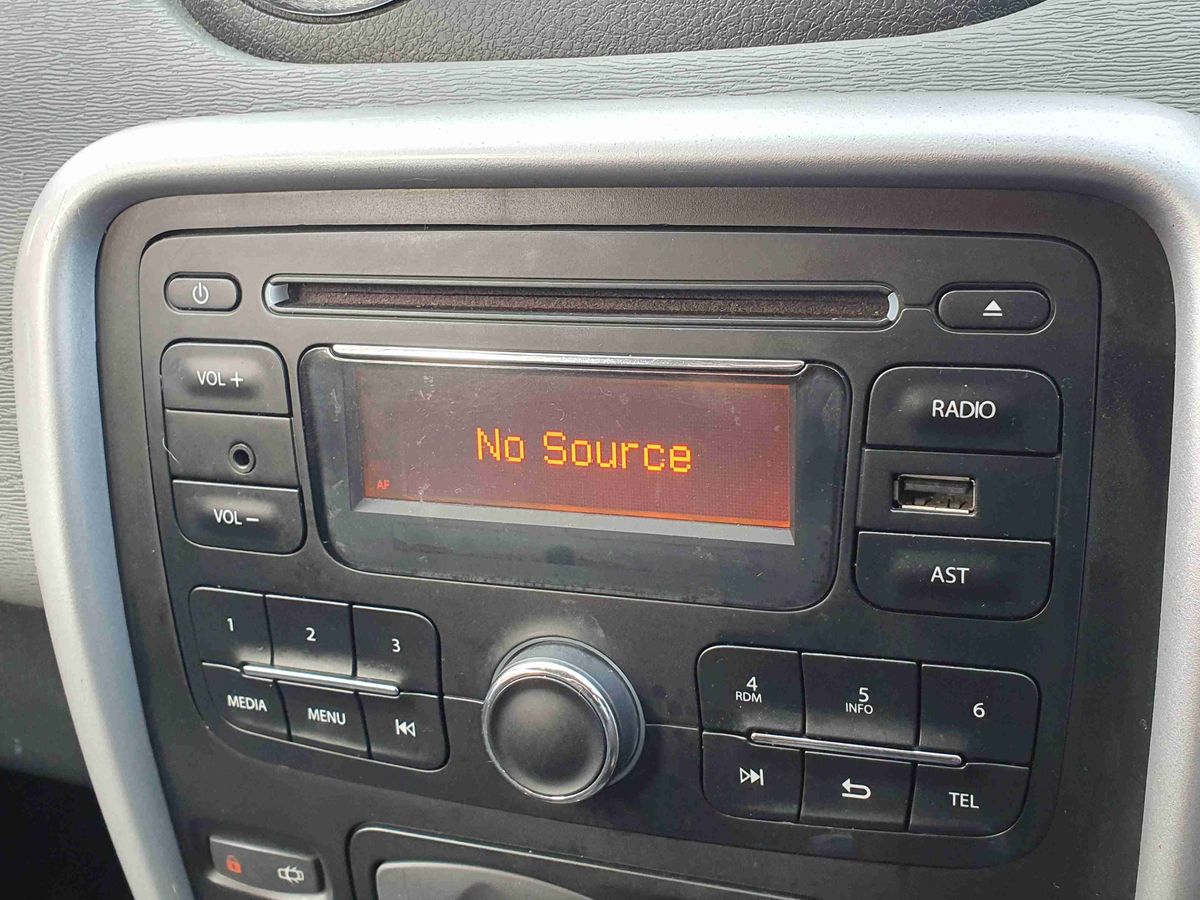 VOL +
No Source
AF
VOL −
RADIO
AST
1
2
3
MEDIA
MENU
4
RDM
5
INFO
6
TEL